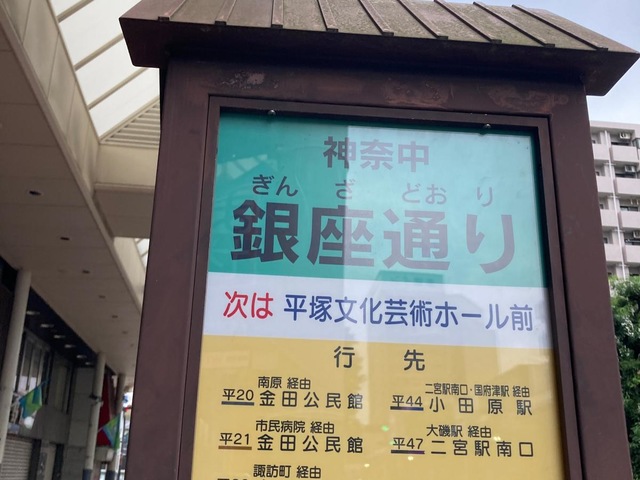 神奈中
ぎん ざ どお り
銀座通り
次は 平塚文化芸術ホール前
行先
南原 経由
平20 金田公民館
市民病院 経由
平21 金田公民館
諏訪町 経由
二宮駅南口・国府津駅 経由
平44 小田原駅
大磯駅 経由
平47 二宮駅南口